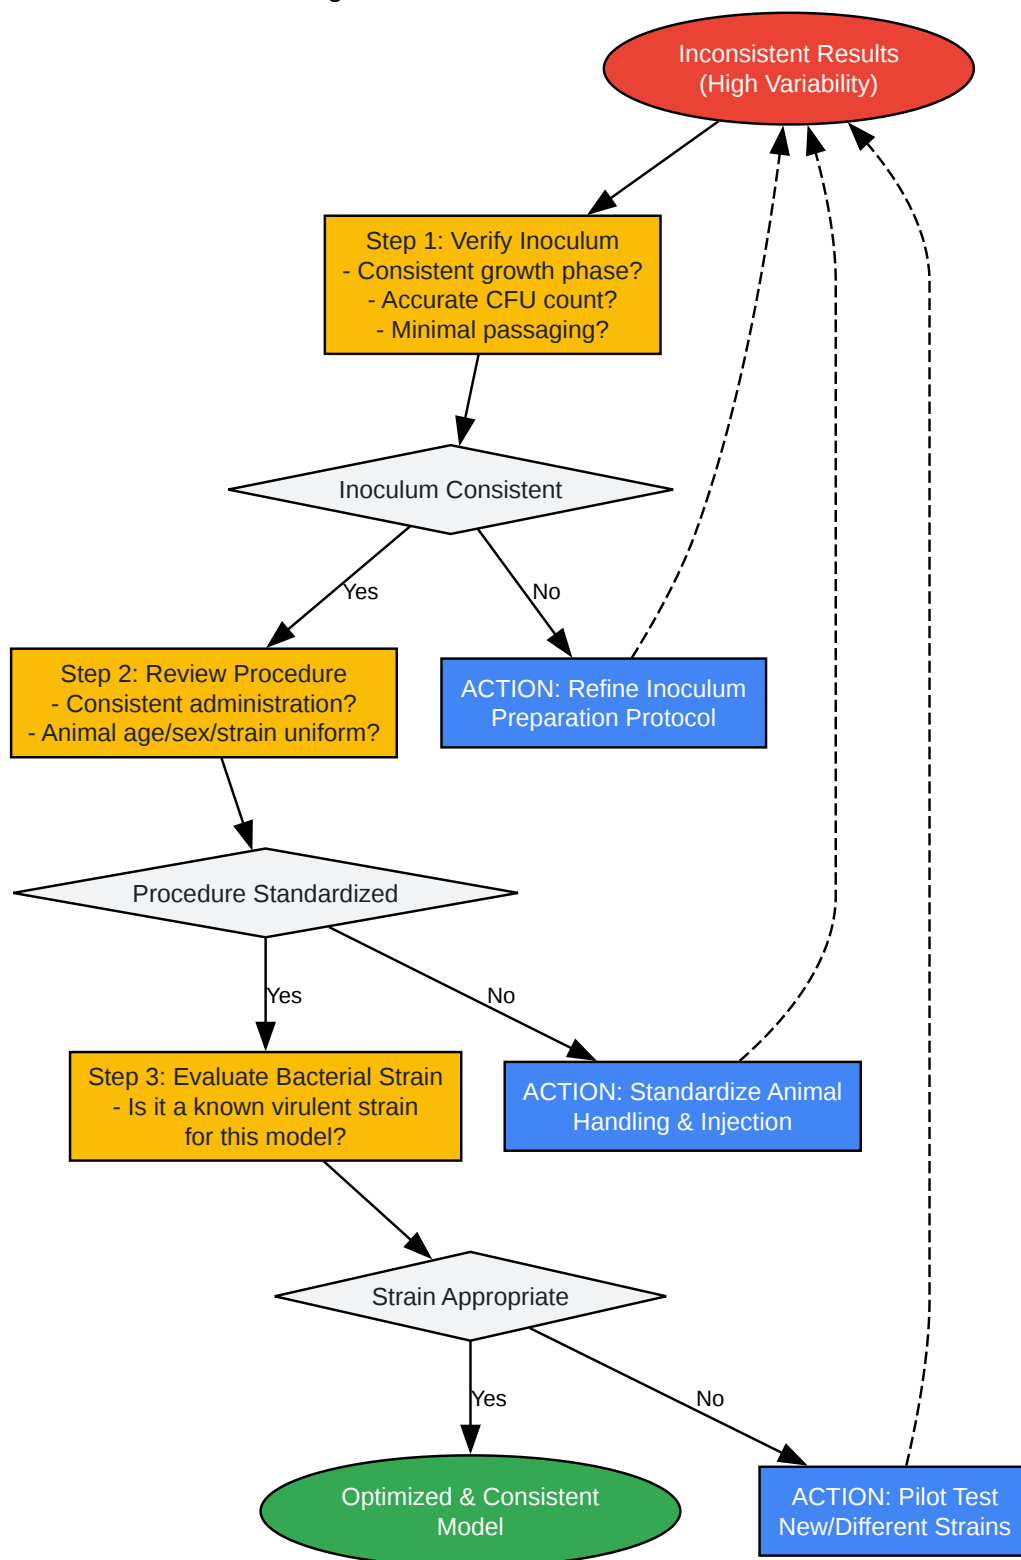 Inconsistent Results
(High Variability)
Step 1: Verify Inoculum
- Consistent growth phase?
- Accurate CFU count?
- Minimal passaging?
Inoculum Consistent
Yes
No
Step 2: Review Procedure
- Consistent administration?
- Animal age/sex/strain uniform?
ACTION: Refine Inoculum
Preparation Protocol
Procedure Standardized
Yes
No
Step 3: Evaluate Bacterial Strain
- Is it a known virulent strain
for this model?
ACTION: Standardize Animal
Handling & Injection
Strain Appropriate
Yes
No
Optimized & Consistent
Model
ACTION: Pilot Test
New/Different Strains